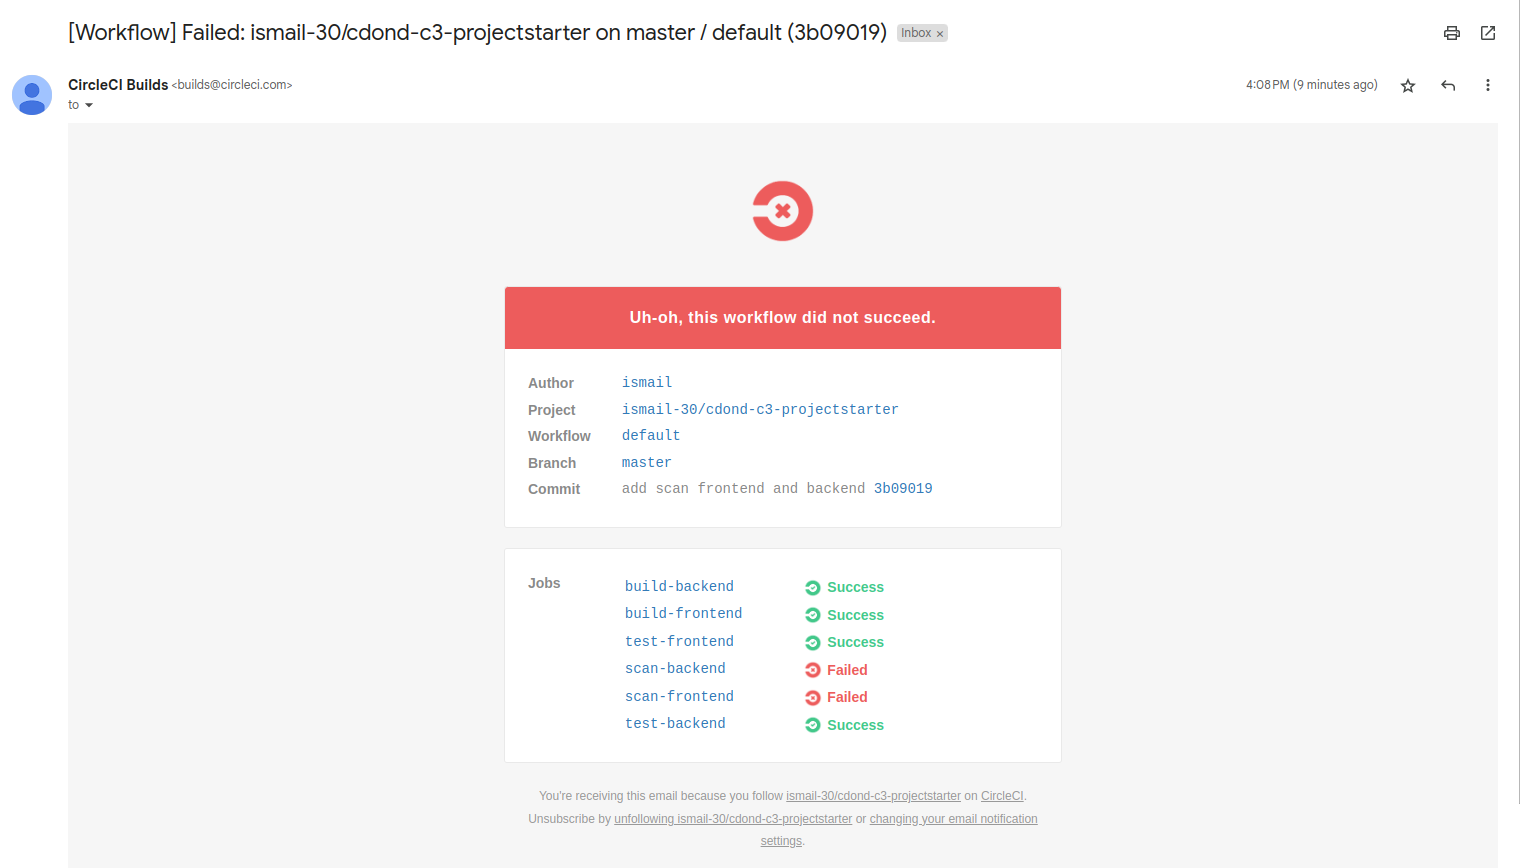 [Workflow] Failed: ismail-30/cdond-c3-projectstarter on master / default (3b09019) Inbox ×
CircleCI Builds <builds@circleci.com> 4:08 PM (9 minutes ago)
to
Uh-oh, this workflow did not succeed.
Author ismail
Project ismail-30/cdond-c3-projectstarter
Workflow default
Branch master
Commit add scan frontend and backend 3b09019
Jobs build-backend Success
build-frontend Success
test-frontend Success
scan-backend Failed
scan-frontend Failed
test-backend Success
You're receiving this email because you follow ismail-30/cdond-c3-projectstarter on CircleCI.
Unsubscribe by unfollowing ismail-30/cdond-c3-projectstarter or changing your email notification
settings.